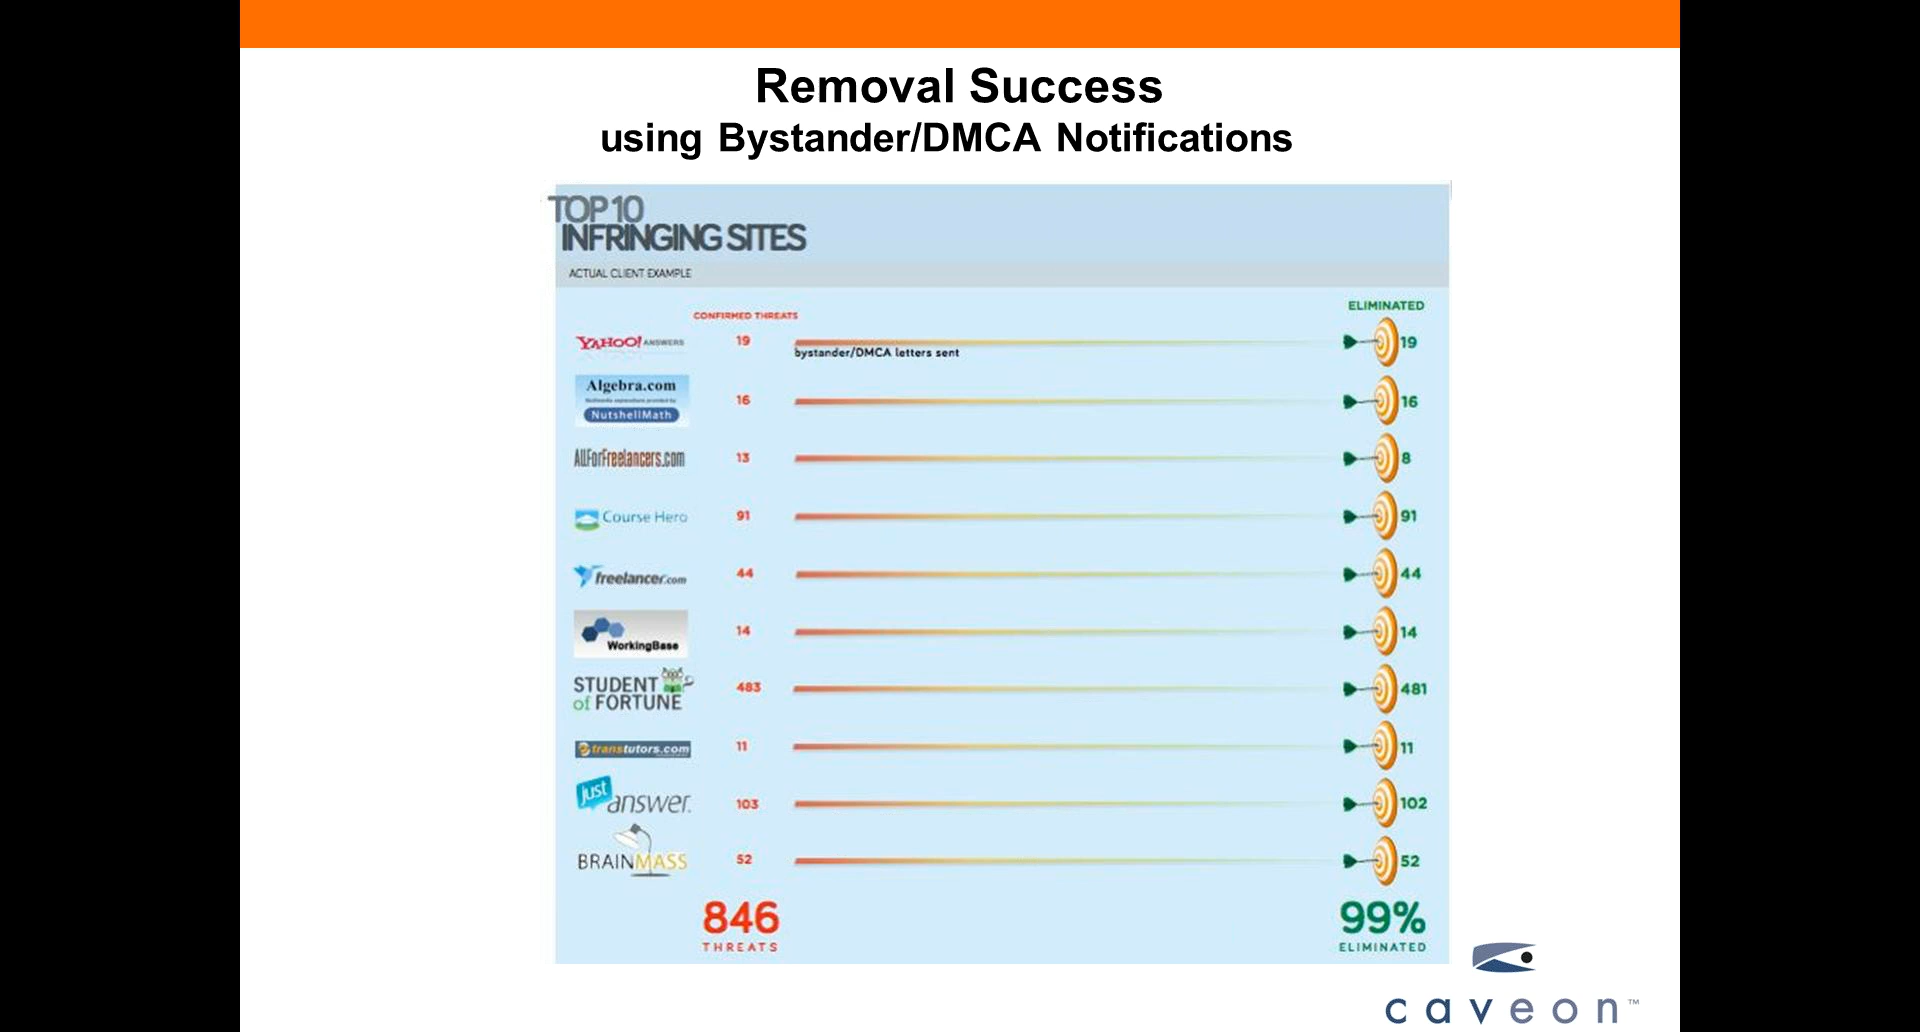 Removal Success
using Bystander/DMCA Notifications
TOP 10
INFRINGING SITES
ACTUAL CLIENT EXAMPLE
CONFIRMED THREATS
ELIMINATED
YAHOO! ANSWERS 19 19
bystander/DMCA letters sent
Algebra.com
NutshellMath
16 16
AllForFreelancers.com 13 8
Course Hero 91 91
freelancer.com 44 44
WorkingBase 14 14
STUDENT
of FORTUNE
483 481
transtutors.com 11 11
just
answer. 103 102
BRAINMASS 52 52
846 99%
THREATS ELIMINATED
caveon™